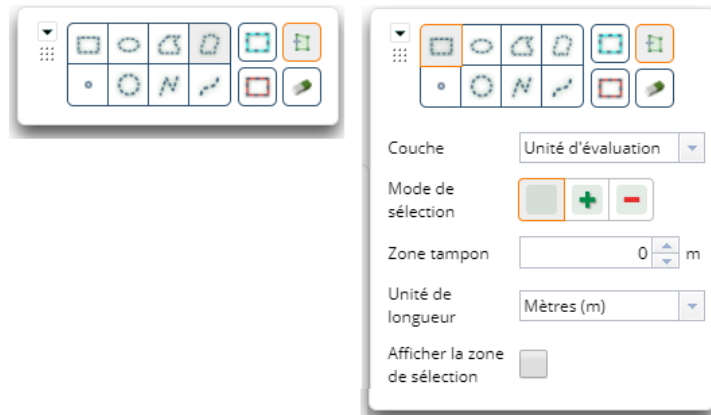 Couche Unité d'évaluation
Mode de
sélection
Zone tampon 0 m
Unité de
longueur Mètres (m)
Afficher la zone
de sélection